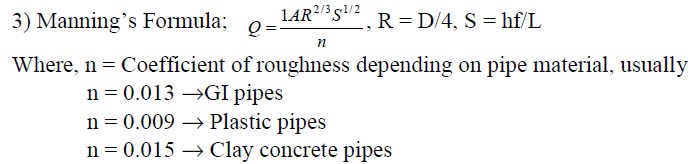 3) Manning's Formula; Q = 1AR^{2/3}S^{1/2}/n , R = D/4, S = hf/L
Where, n = Coefficient of roughness depending on pipe material, usually
n = 0.013 →GI pipes
n = 0.009 → Plastic pipes
n = 0.015 → Clay concrete pipes